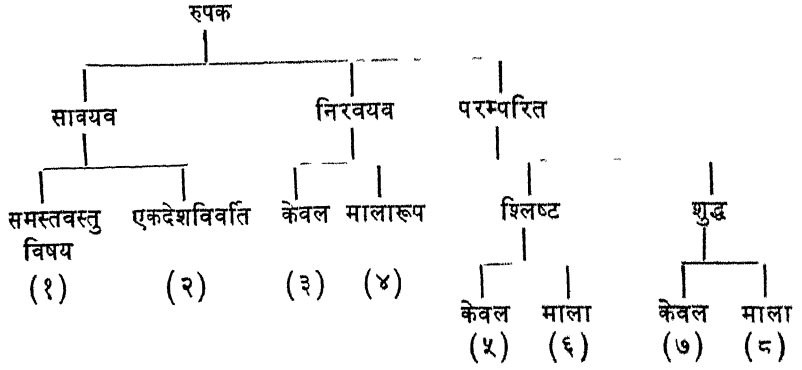 रुपक
सावयव निरवयव परम्परित
समस्तवस्तु एकदेशविवर्ति केवल मालारूप श्लिष्ट शुद्ध
विषय
(१) (२) (३) (४)
केवल माला केवल माला
(५) (६) (७) (८)